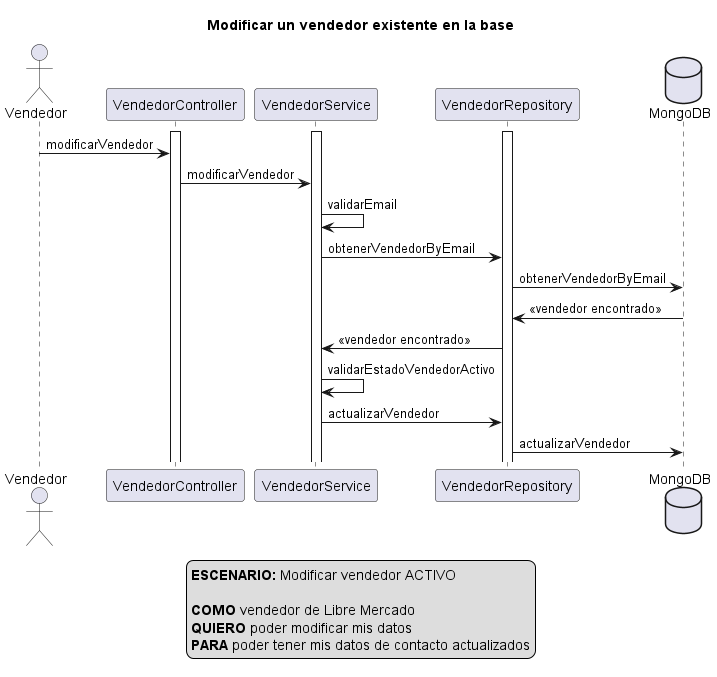 Modificar un vendedor existente en la base
Vendedor
VendedorController
VendedorService
VendedorRepository
MongoDB
modificarVendedor
modificarVendedor
validarEmail
obtenerVendedorByEmail
obtenerVendedorByEmail
«vendedor encontrado»
«vendedor encontrado»
validarEstadoVendedorActivo
actualizarVendedor
actualizarVendedor
Vendedor
VendedorController
VendedorService
VendedorRepository
MongoDB
ESCENARIO: Modificar vendedor ACTIVO
COMO vendedor de Libre Mercado
QUIERO poder modificar mis datos
PARA poder tener mis datos de contacto actualizados